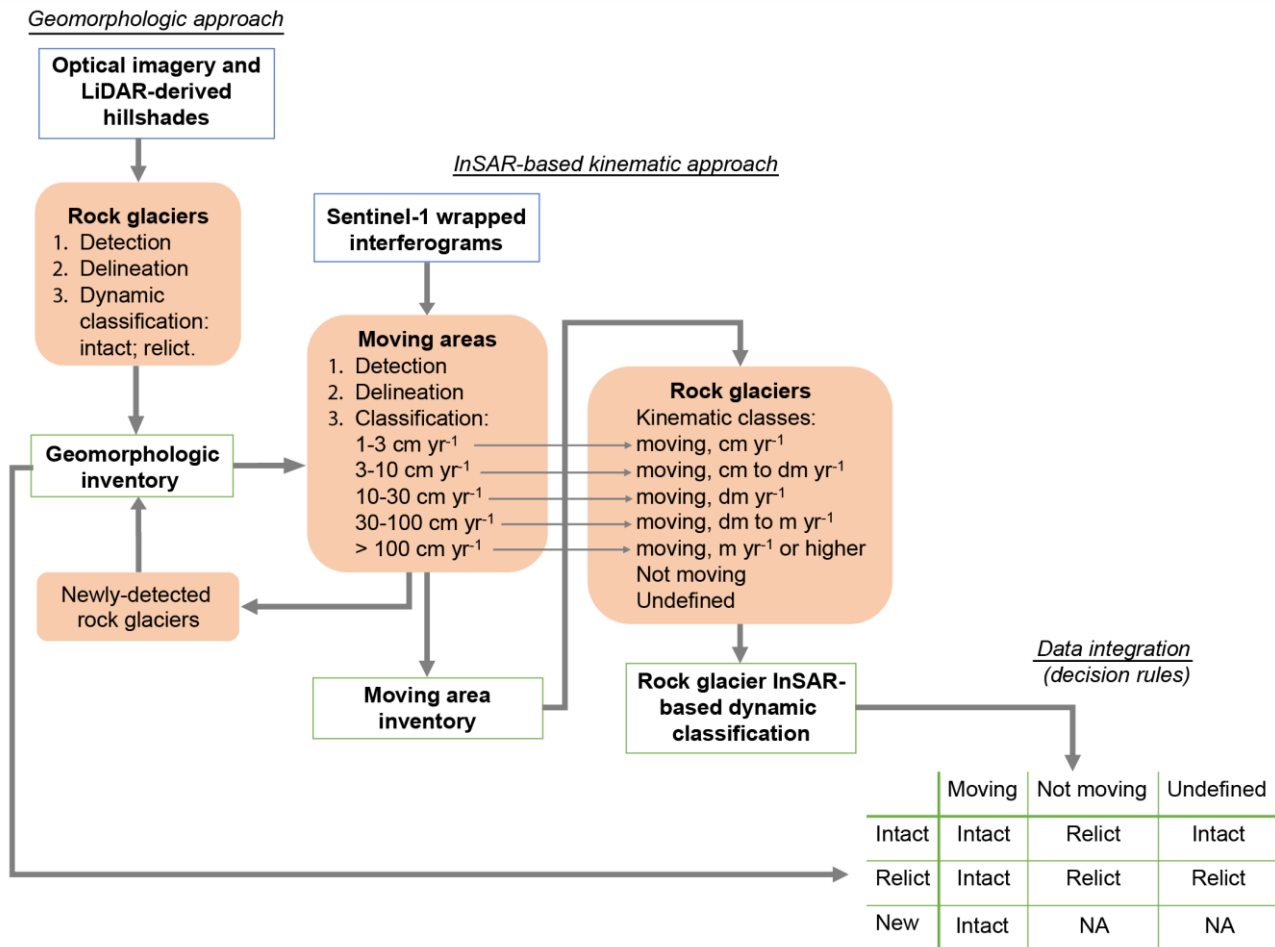 Geomorphologic approach
Optical imagery and
LiDAR-derived
hillshades
Rock glaciers
1. Detection
2. Delineation
3. Dynamic
classification:
intact; relict.
Geomorphologic
inventory
Newly-detected
rock glaciers
InSAR-based kinematic approach
Sentinel-1 wrapped
interferograms
Moving areas
1. Detection
2. Delineation
3. Classification:
1-3 cm yr⁻¹
3-10 cm yr⁻¹
10-30 cm yr⁻¹
30-100 cm yr⁻¹
> 100 cm yr⁻¹
Moving area
inventory
Rock glaciers
Kinematic classes:
moving, cm yr⁻¹
moving, cm to dm yr⁻¹
moving, dm yr⁻¹
moving, dm to m yr⁻¹
moving, m yr⁻¹ or higher
Not moving
Undefined
Rock glacier InSAR-
based dynamic
classification
Data integration
(decision rules)
Moving Not moving Undefined
Intact Intact Relict Intact
Relict Intact Relict Relict
New Intact NA NA